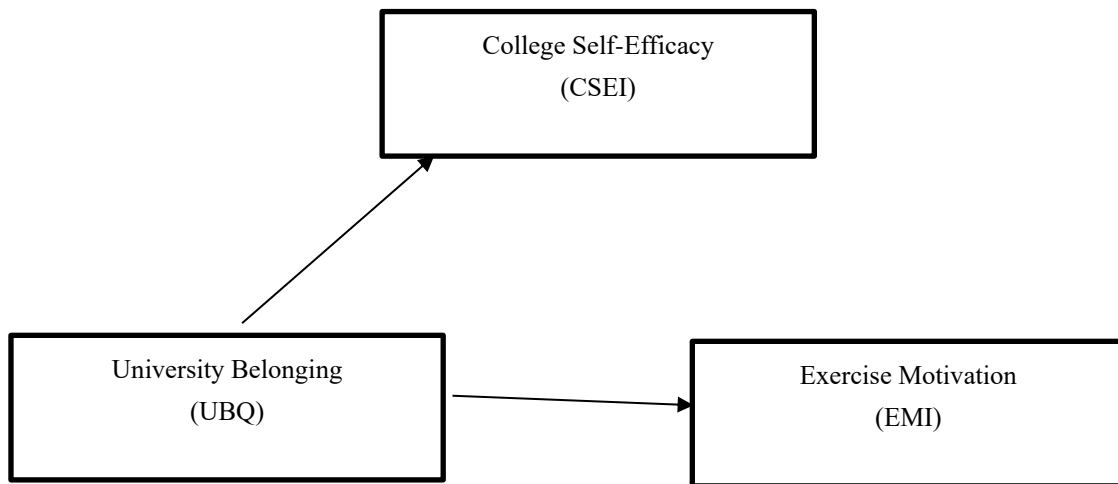 College Self-Efficacy
(CSEI)
University Belonging
(UBQ)
Exercise Motivation
(EMI)